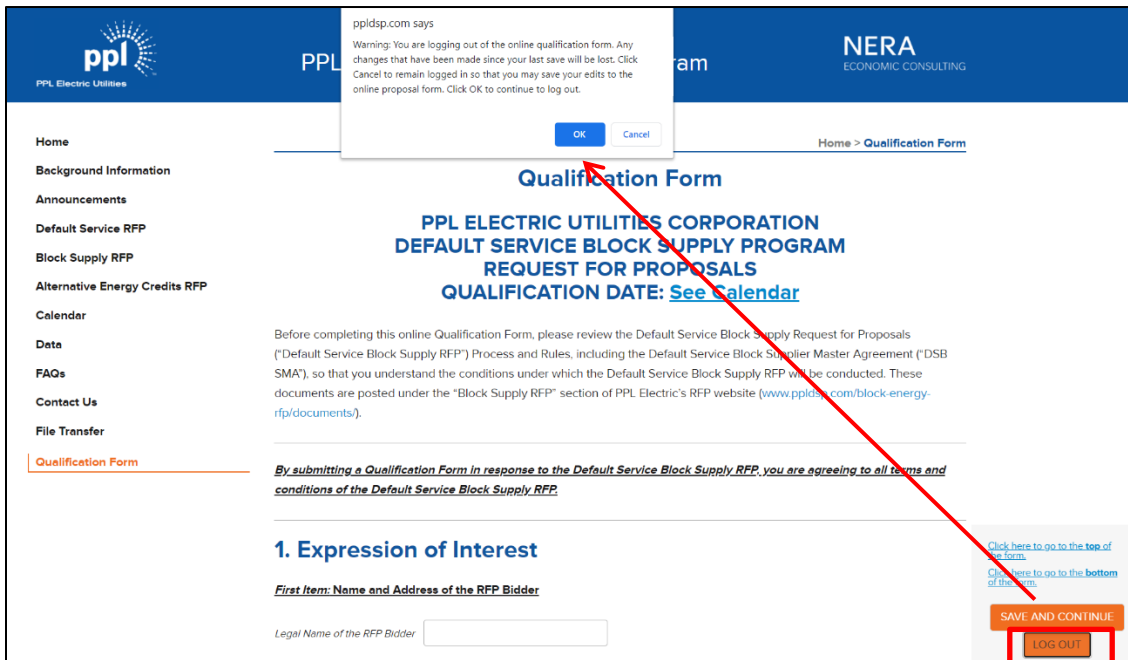 ppldsp.com says
Warning: You are logging out of the online qualification form. Any
changes that have been made since your last save will be lost. Click
Cancel to remain logged in so that you may save your edits to the
online proposal form. Click OK to continue to log out.
OK Cancel
ppl
PPL Electric Utilities
PPL
am
NERA
ECONOMIC CONSULTING
Home
Background Information
Announcements
Default Service RFP
Block Supply RFP
Alternative Energy Credits RFP
Calendar
Data
FAQs
Contact Us
File Transfer
Qualification Form
Home > Qualification Form
Qualification Form
PPL ELECTRIC UTILITIES CORPORATION
DEFAULT SERVICE BLOCK SUPPLY PROGRAM
REQUEST FOR PROPOSALS
QUALIFICATION DATE: See Calendar
Before completing this online Qualification Form, please review the Default Service Block Supply Request for Proposals
("Default Service Block Supply RFP") Process and Rules, including the Default Service Block Supplier Master Agreement ("DSB
SMA"), so that you understand the conditions under which the Default Service Block Supply RFP will be conducted. These
documents are posted under the "Block Supply RFP" section of PPL Electric's RFP website (www.ppldsp.com/block-energy-
rfp/documents/).
By submitting a Qualification Form in response to the Default Service Block Supply RFP, you are agreeing to all terms and
conditions of the Default Service Block Supply RFP.
1. Expression of Interest
First Item: Name and Address of the RFP Bidder
Legal Name of the RFP Bidder
Click here to go to the top of
the form.
Click here to go to the bottom
of the form.
SAVE AND CONTINUE
LOG OUT